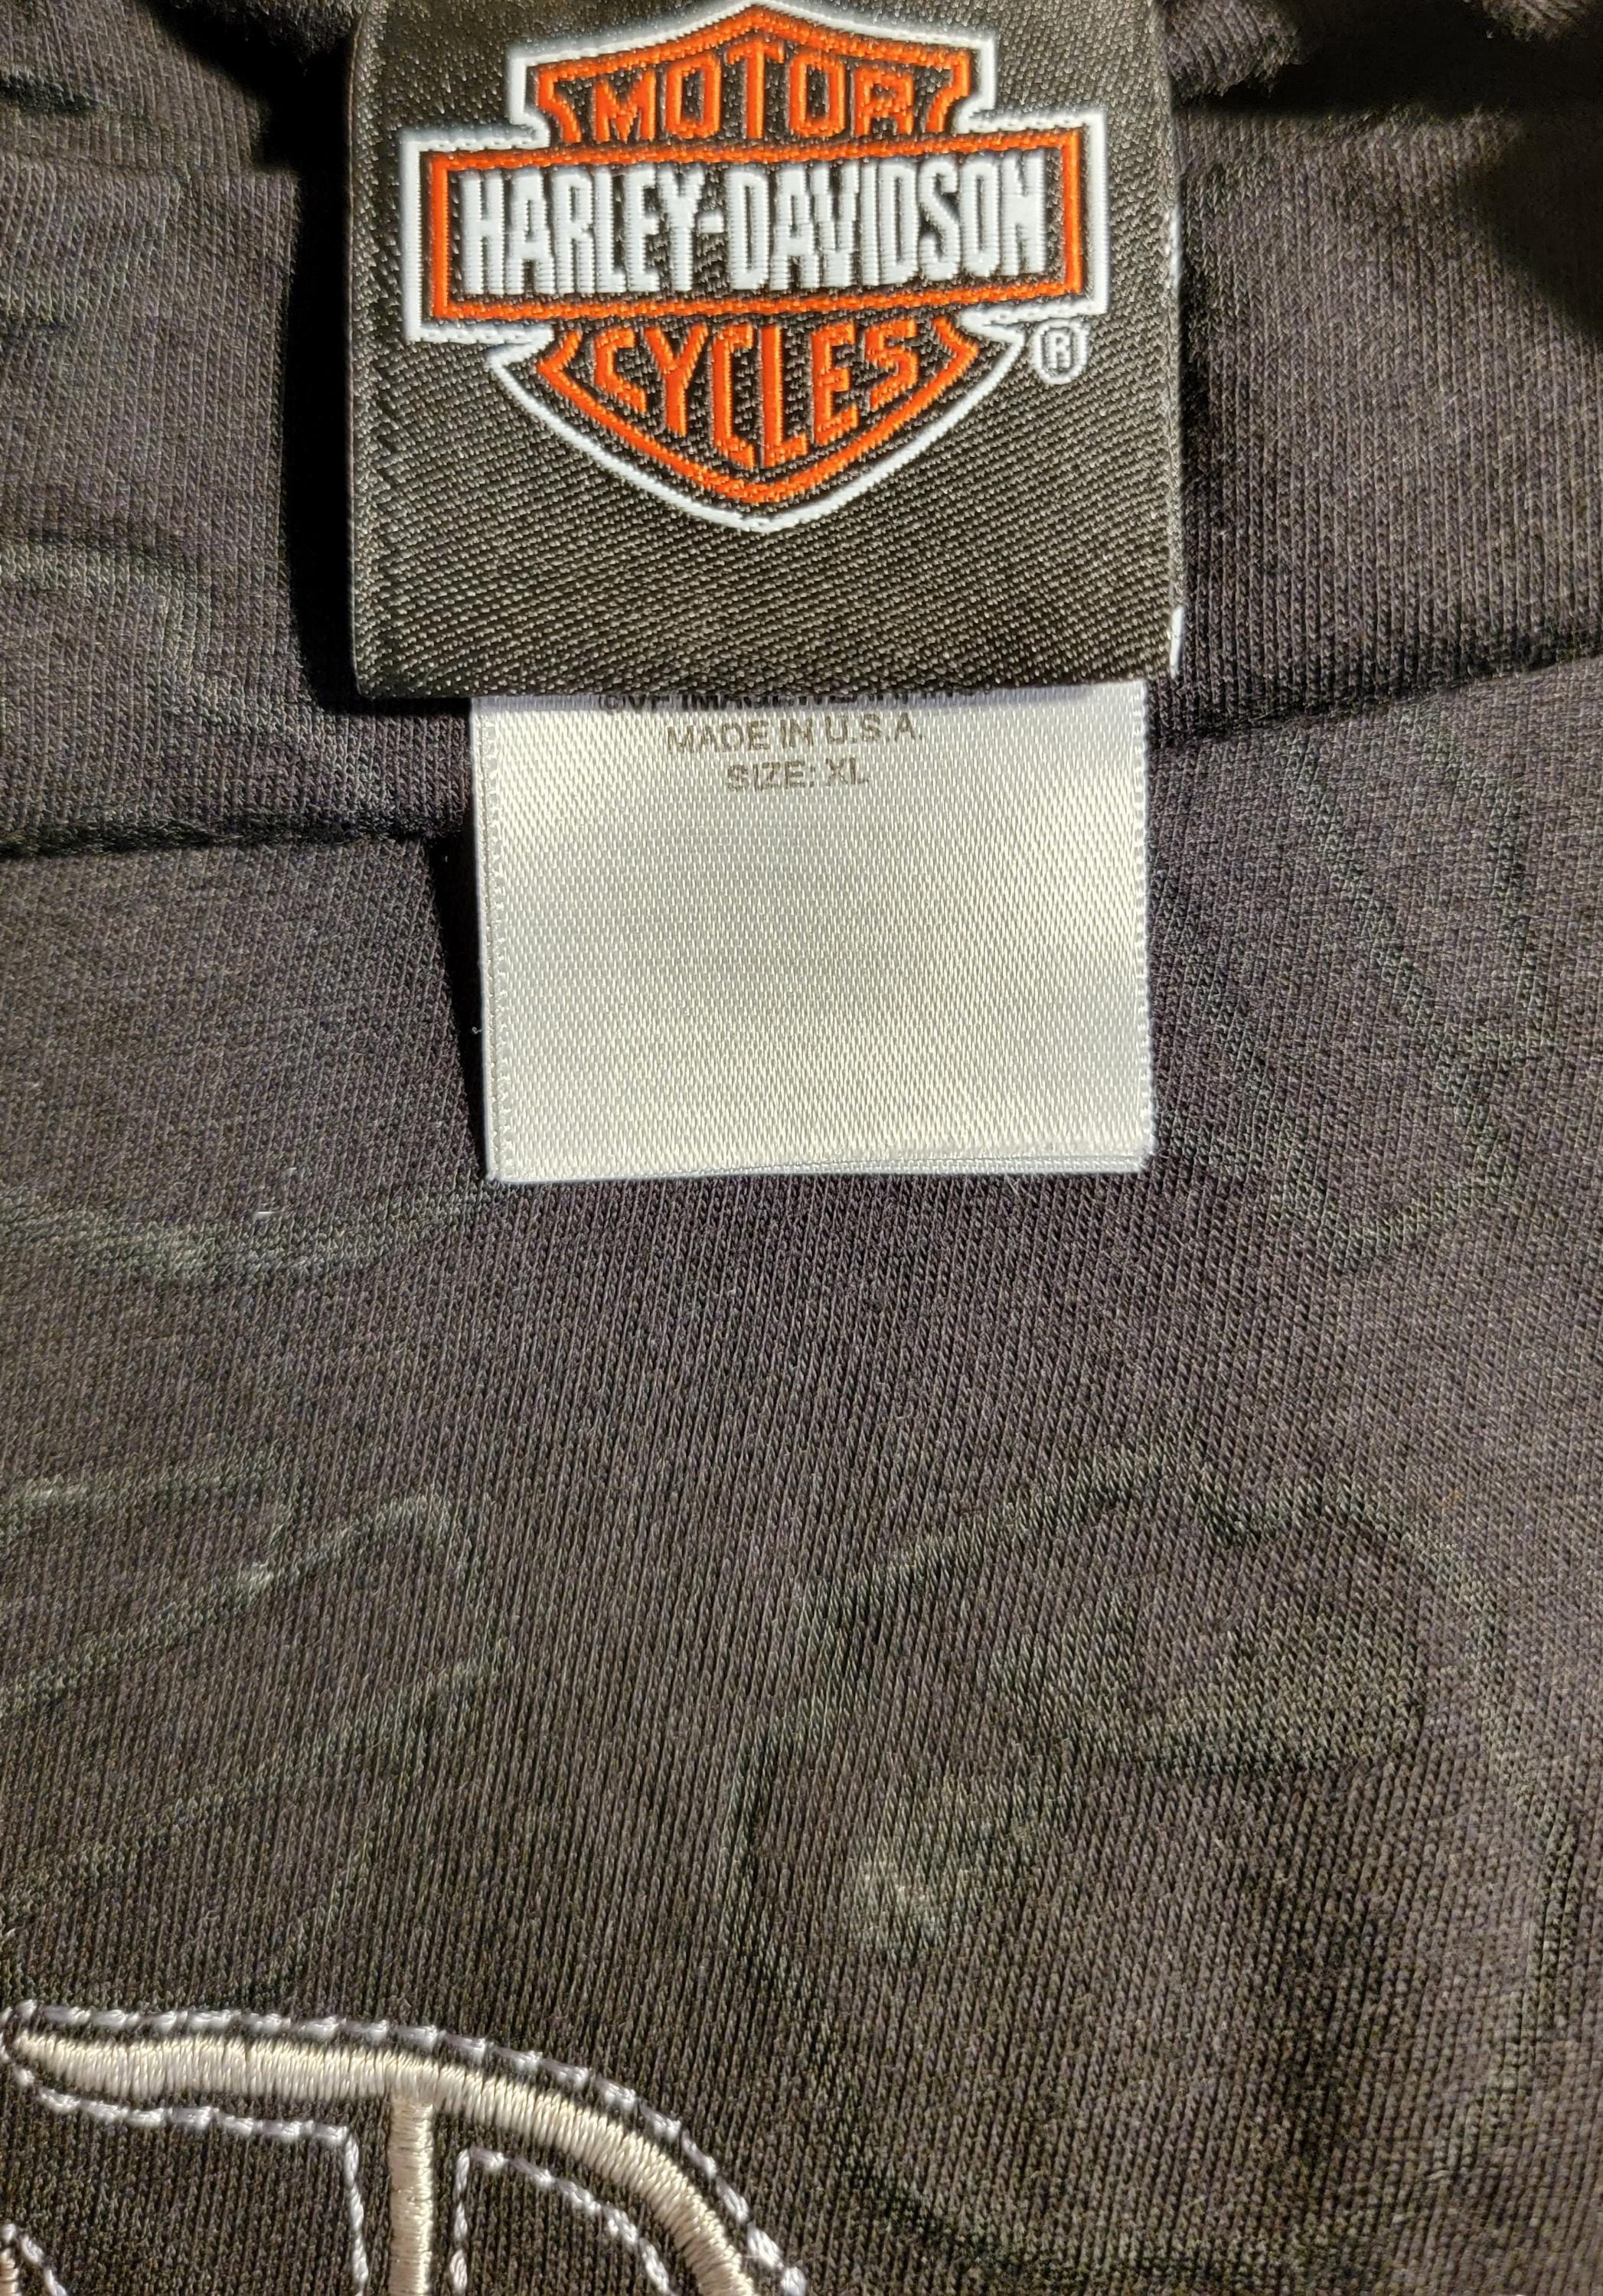 MOTOR
HARLEY-DAVIDSON
CYCLES
®
MADE IN U.S.A.
SIZE: XL